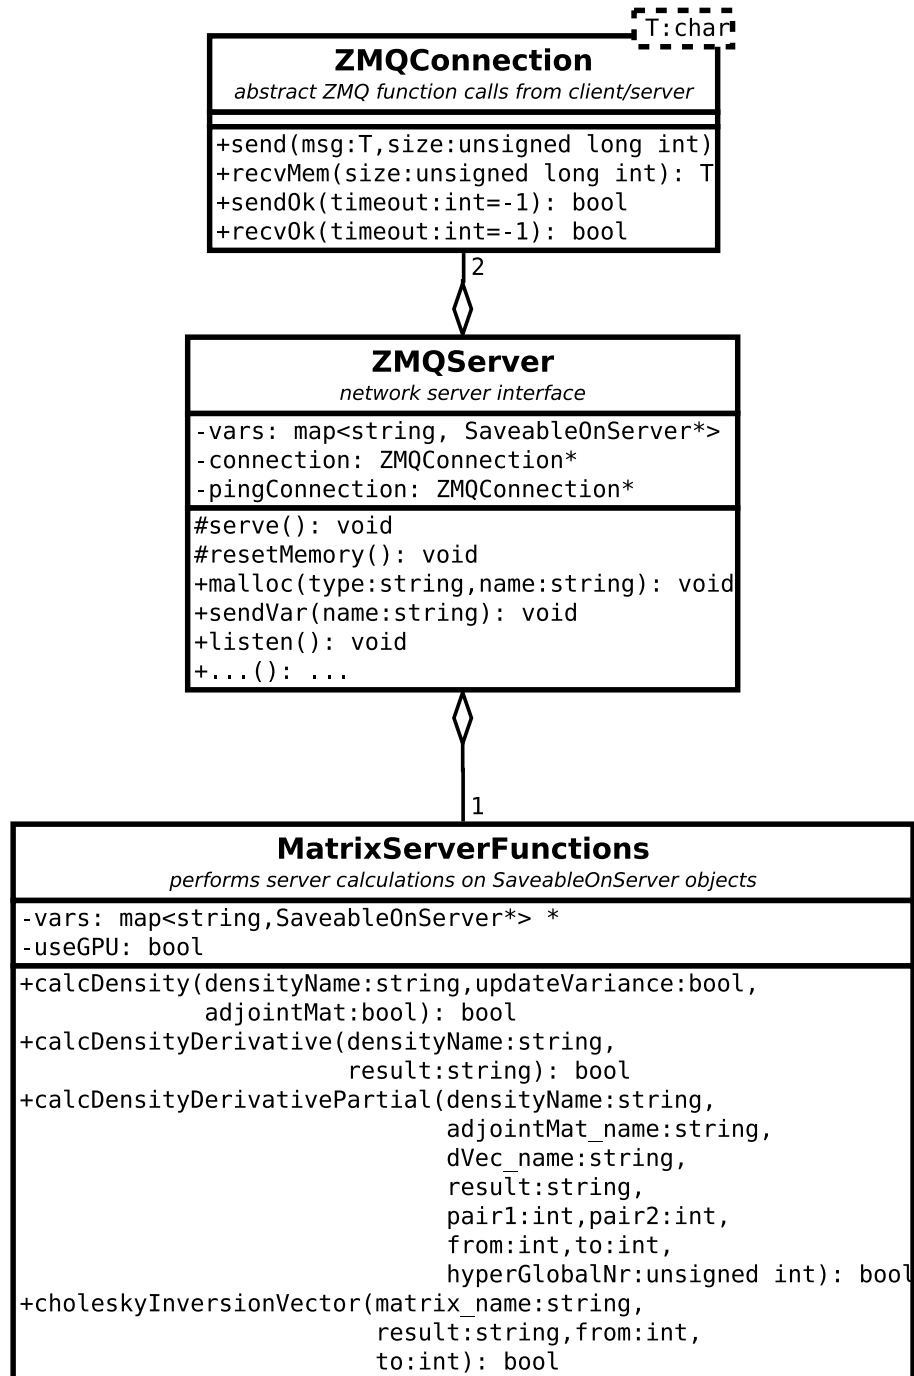 T:char
ZMQConnection
abstract ZMQ function calls from client/server
+send(msg:T,size:unsigned long int)
+recvMem(size:unsigned long int): T
+sendOk(timeout:int=-1): bool
+recvOk(timeout:int=-1): bool
2
ZMQServer
network server interface
-vars: map<string, SaveableOnServer*>
-connection: ZMQConnection*
-pingConnection: ZMQConnection*
#serve(): void
#resetMemory(): void
+malloc(type:string,name:string): void
+sendVar(name:string): void
+listen(): void
+...(): ...
1
MatrixServerFunctions
performs server calculations on SaveableOnServer objects
-vars: map<string,SaveableOnServer*> *
-useGPU: bool
+calcDensity(densityName:string,updateVariance:bool,
adjointMat:bool): bool
+calcDensityDerivative(densityName:string,
result:string): bool
+calcDensityDerivativePartial(densityName:string,
adjointMat_name:string,
dVec_name:string,
result:string,
pair1:int,pair2:int,
from:int,to:int,
hyperGlobalNr:unsigned int): bool
+choleskyInversionVector(matrix_name:string,
result:string,from:int,
to:int): bool